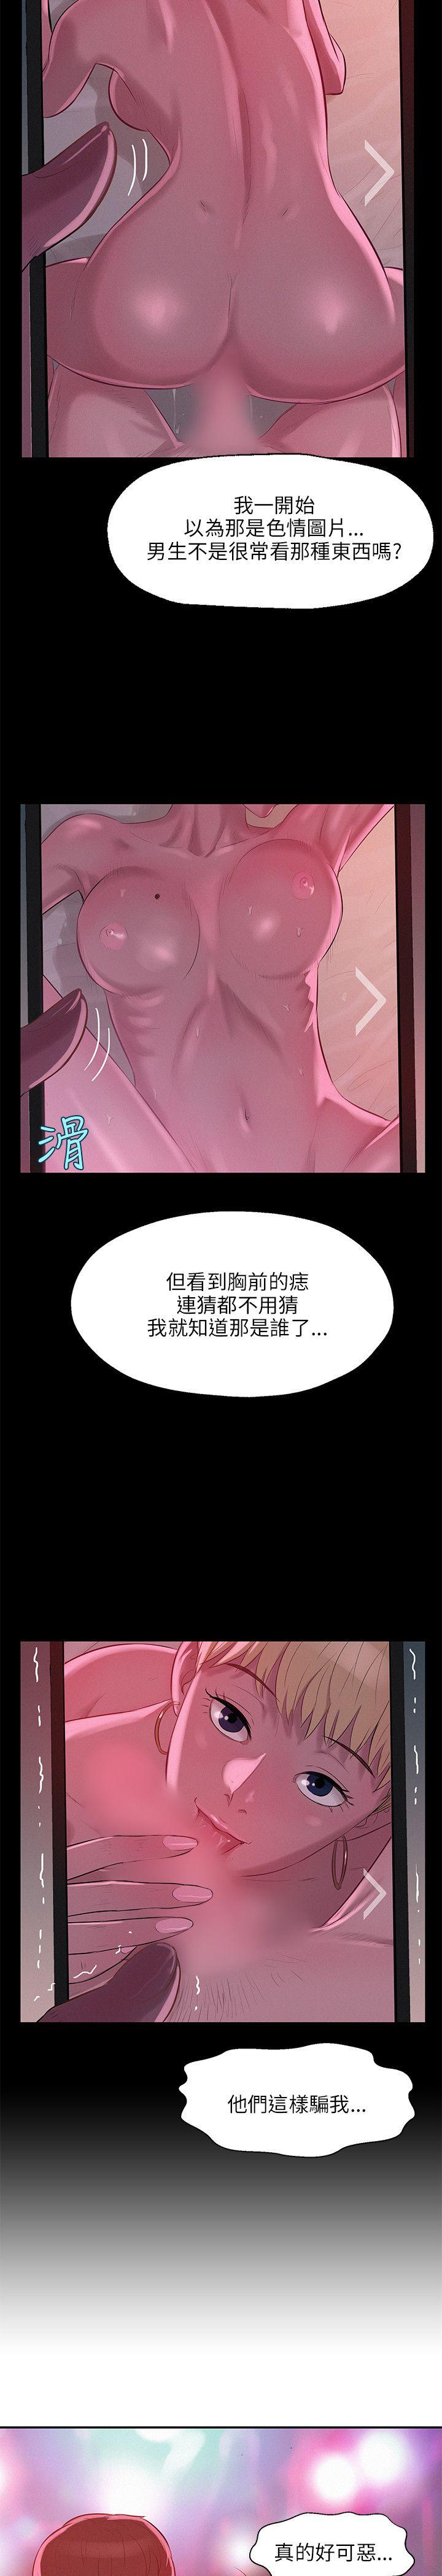 我一開始
以為那是色情圖片...
男生不是很常看那種東西嗎?
滑
但看到胸前的痣
連猜都不用猜
我就知道那是誰了...
他們這樣騙我...
真的好可惡...